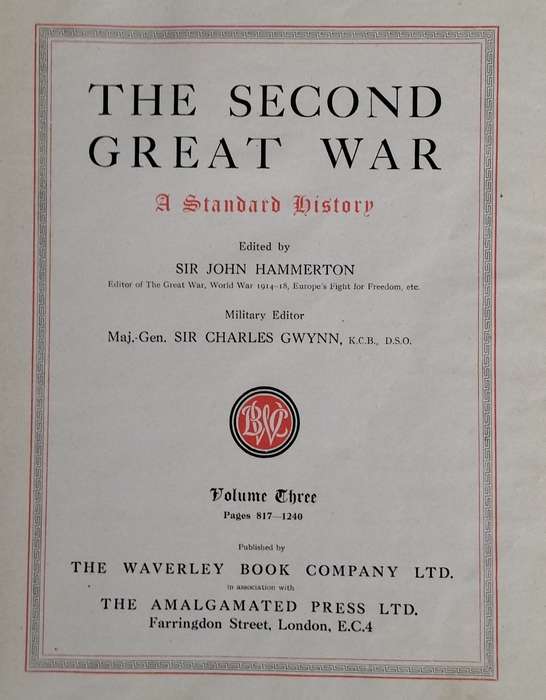 THE SECOND
GREAT WAR
A Standard History
Edited by
SIR JOHN HAMMERTON
Editor of The Great War, World War 1914–18, Europe's Fight for Freedom, etc.
Military Editor
Maj.-Gen. SIR CHARLES GWYNN, K.C.B., D.S.O.
WBC
Volume Three
Pages 817—1240
Published by
THE WAVERLEY BOOK COMPANY LTD.
in association with
THE AMALGAMATED PRESS LTD.
Farringdon Street, London, E.C.4